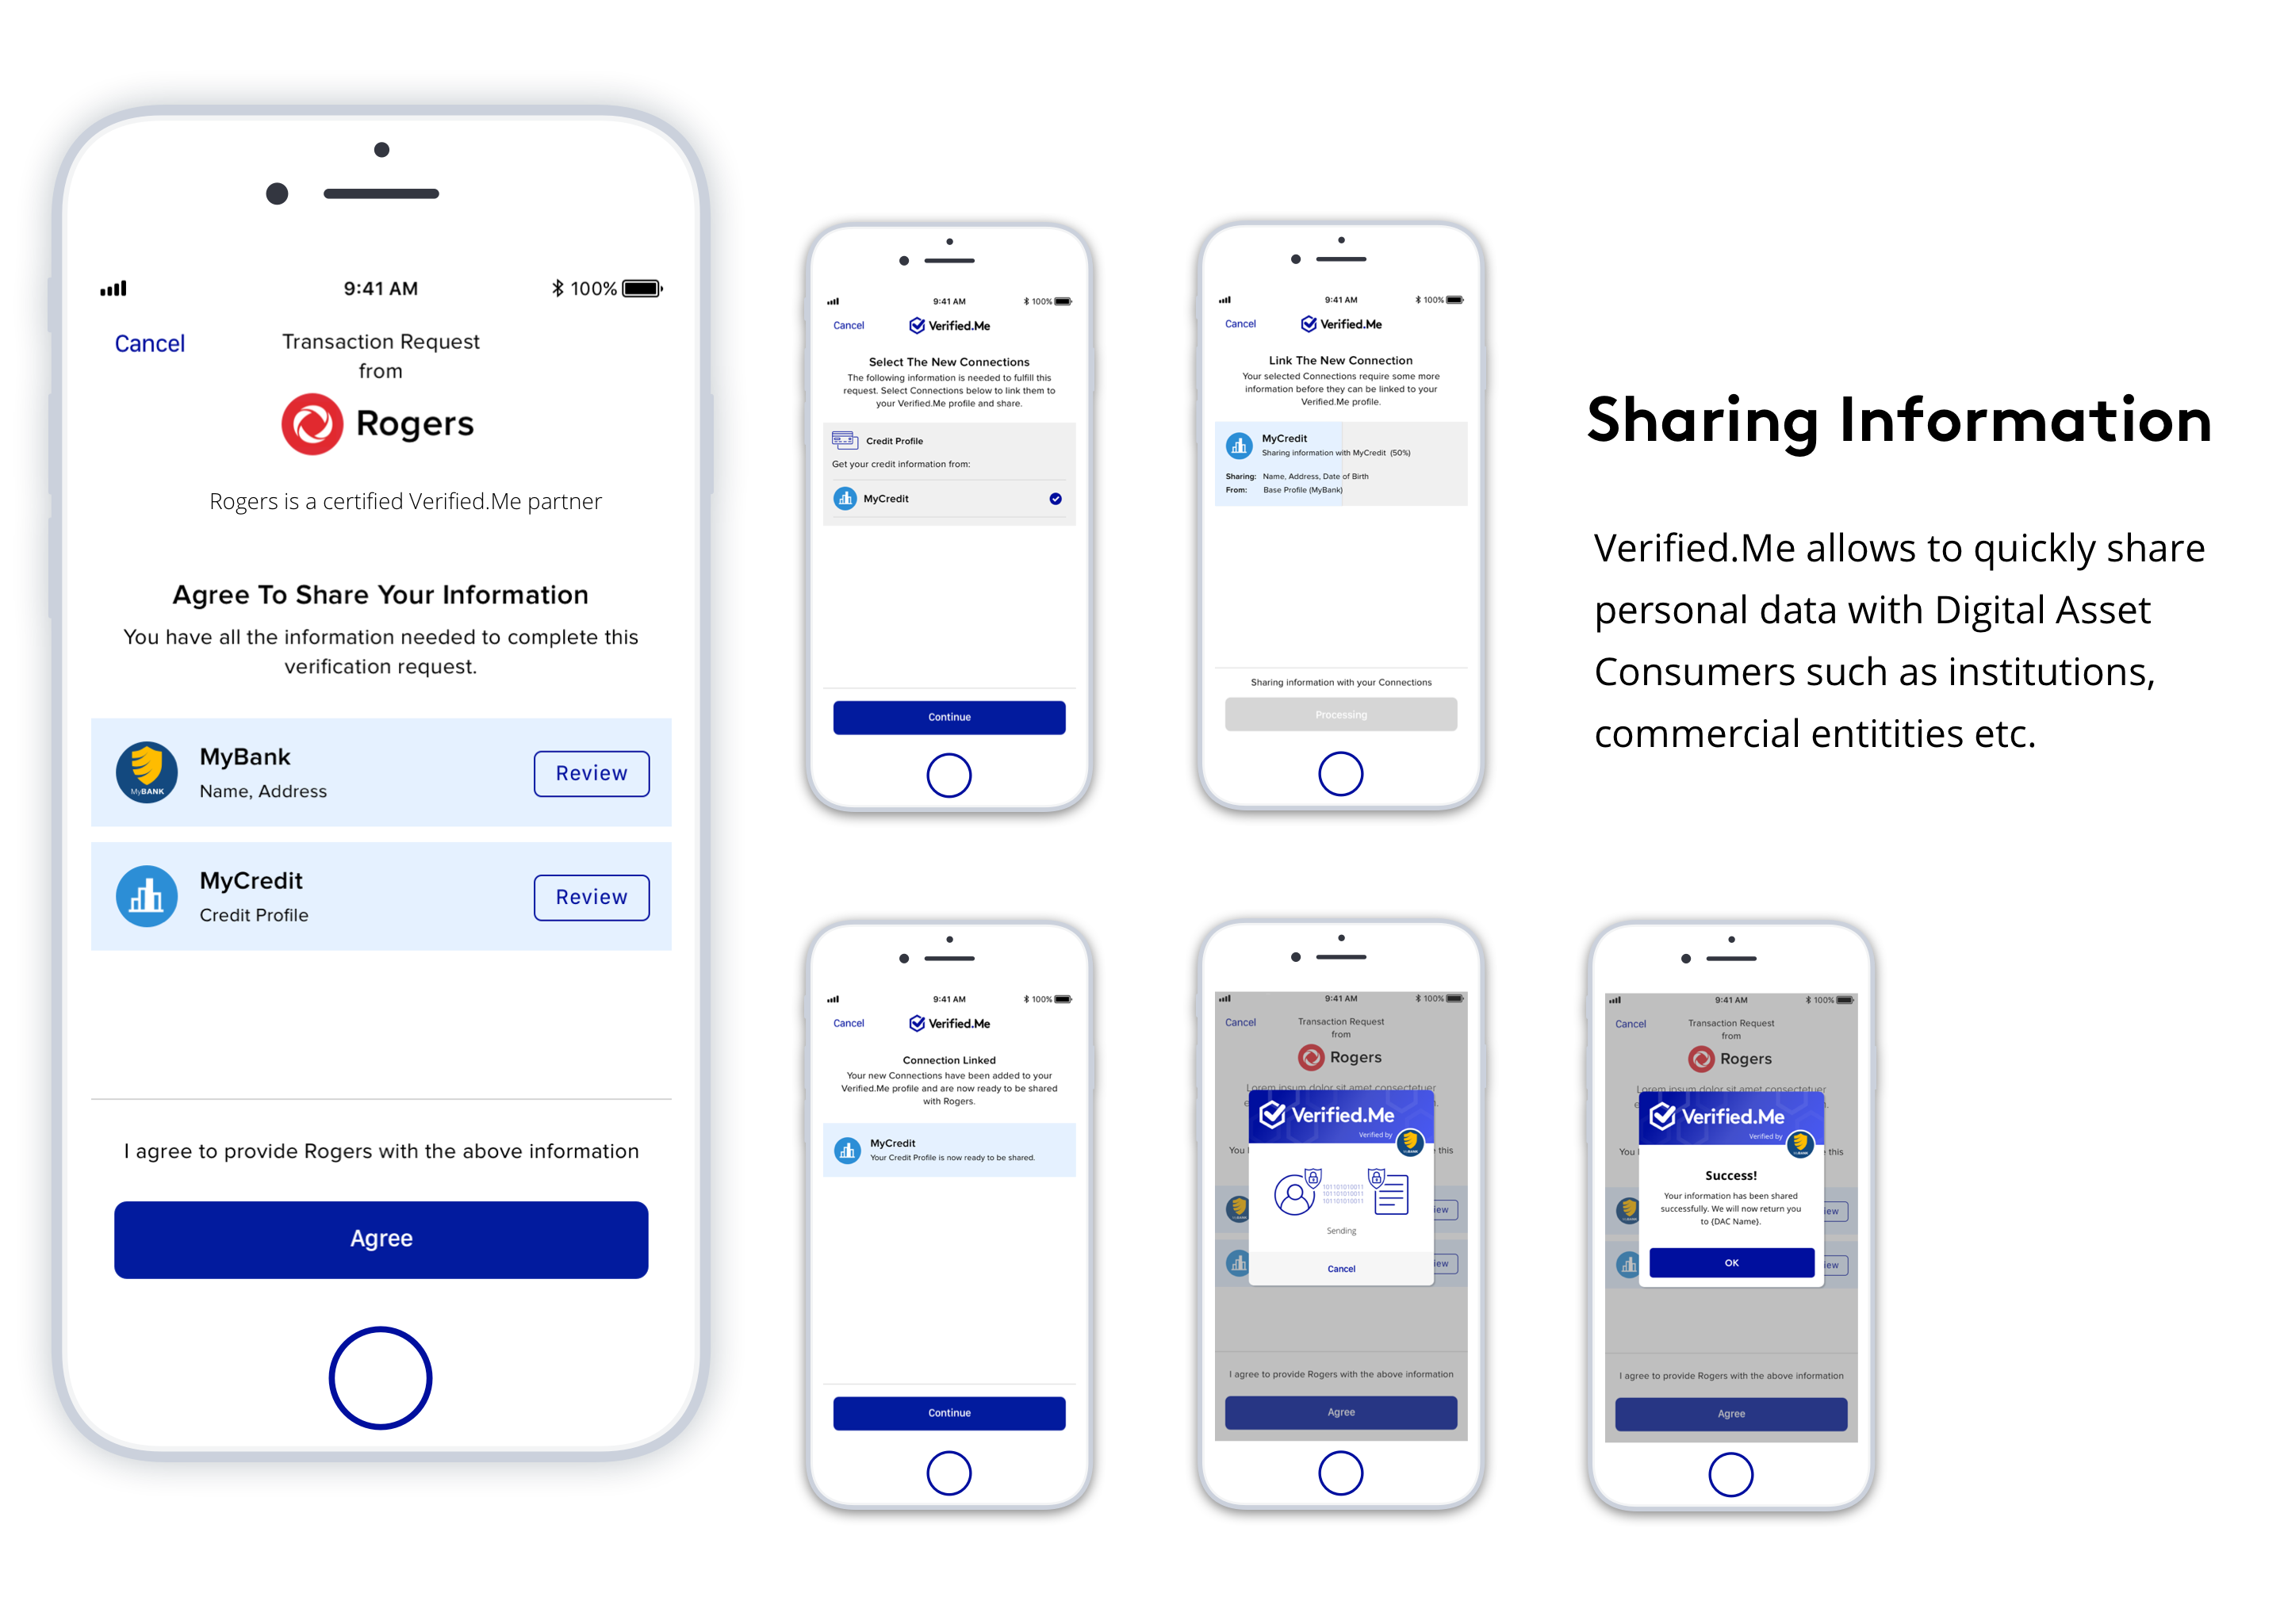 9:41 AM
100%
Cancel
Transaction Request
from
Rogers
Rogers is a certified Verified.Me partner
Agree To Share Your Information
You have all the information needed to complete this
verification request.
MyBANK
MyBank
Name, Address
Review
MyCredit
Credit Profile
Review
I agree to provide Rogers with the above information
Agree
9:41 AM
100%
Cancel
Verified.Me
Select The New Connections
The following information is needed to fulfill this
request. Select Connections below to link them to
your Verified.Me profile and share.
Credit Profile
Get your credit information from:
MyCredit
Continue
9:41 AM
100%
Cancel
Verified.Me
Link The New Connection
Your selected Connections require some more
information before they can be linked to your
Verified.Me profile.
MyCredit
Sharing information with MyCredit (50%)
Sharing: Name, Address, Date of Birth
From: Base Profile (MyBank)
Sharing information with your Connections
Processing
Sharing Information
Verified.Me allows to quickly share
personal data with Digital Asset
Consumers such as institutions,
commercial entitities etc.
9:41 AM
100%
Cancel
Verified.Me
Connection Linked
Your new Connections have been added to your
Verified.Me profile and are now ready to be shared
with Rogers.
MyCredit
Your Credit Profile is now ready to be shared.
Continue
9:41 AM
100%
Cancel
Transaction Request
from
Rogers
Lorem ipsum dolor sit amet consectetuer
Verified.Me
Verified by
You
this
101101010011
101101010011
101101010011
Sending
iew
iew
Cancel
I agree to provide Rogers with the above information
Agree
9:41 AM
100%
Cancel
Transaction Request
from
Rogers
Lorem ipsum dolor sit amet consectetuer
Verified.Me
Verified by
You
this
Success!
Your information has been shared
successfully. We will now return you
to {DAC Name}.
iew
iew
OK
I agree to provide Rogers with the above information
Agree